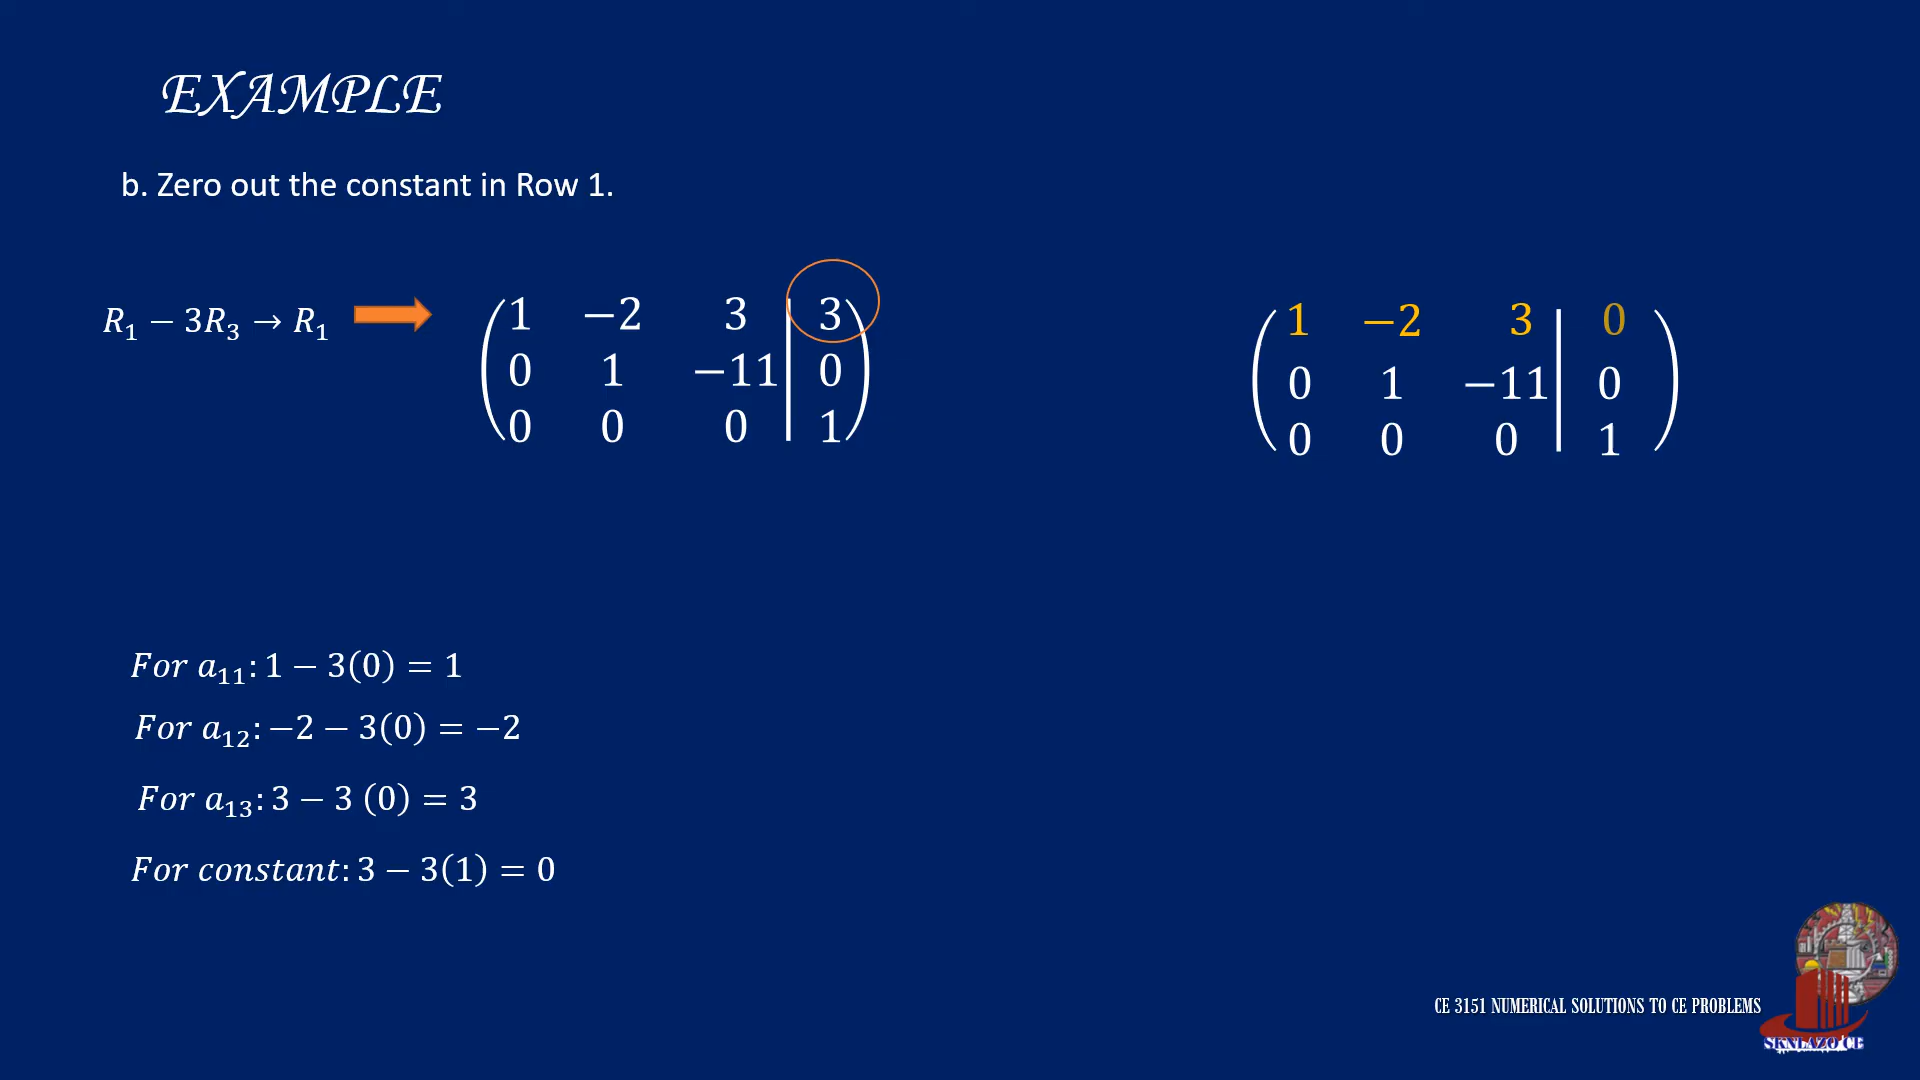 EXAMPLE
b. Zero out the constant in Row 1.
R₁ − 3R₃ → R₁
1 −2 3 | 3
0 1 −11 | 0
0 0 0 | 1
1 −2 3 | 0
0 1 −11 | 0
0 0 0 | 1
For a₁₁: 1 − 3(0) = 1
For a₁₂: −2 − 3(0) = −2
For a₁₃: 3 − 3 (0) = 3
For constant: 3 − 3(1) = 0
CE 3151 NUMERICAL SOLUTIONS TO CE PROBLEMS
SKNLAZO CE